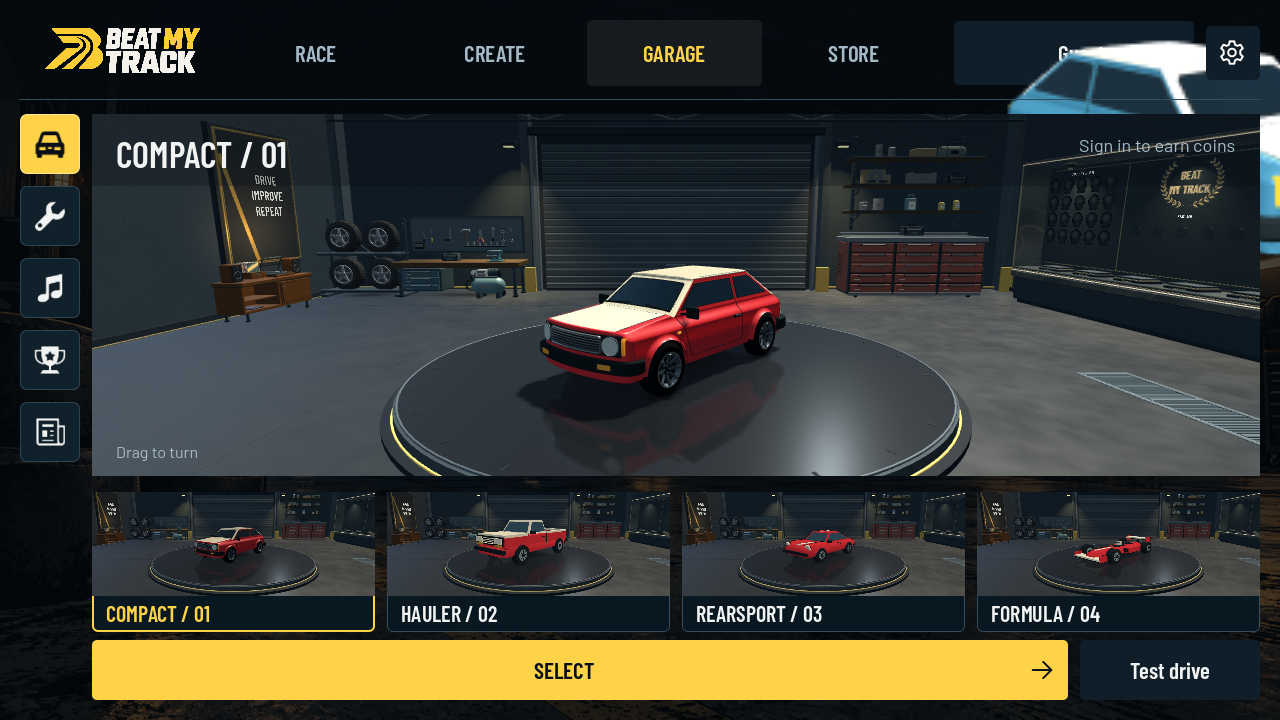 BEAT MY
TRACK
RACE
CREATE
GARAGE
STORE
COMPACT / 01
Sign in to earn coins
DRIVE
IMPROVE
REPEAT
BEAT
MY TRACK
Drag to turn
COMPACT / 01
HAULER / 02
REARSPORT / 03
FORMULA / 04
SELECT
Test drive